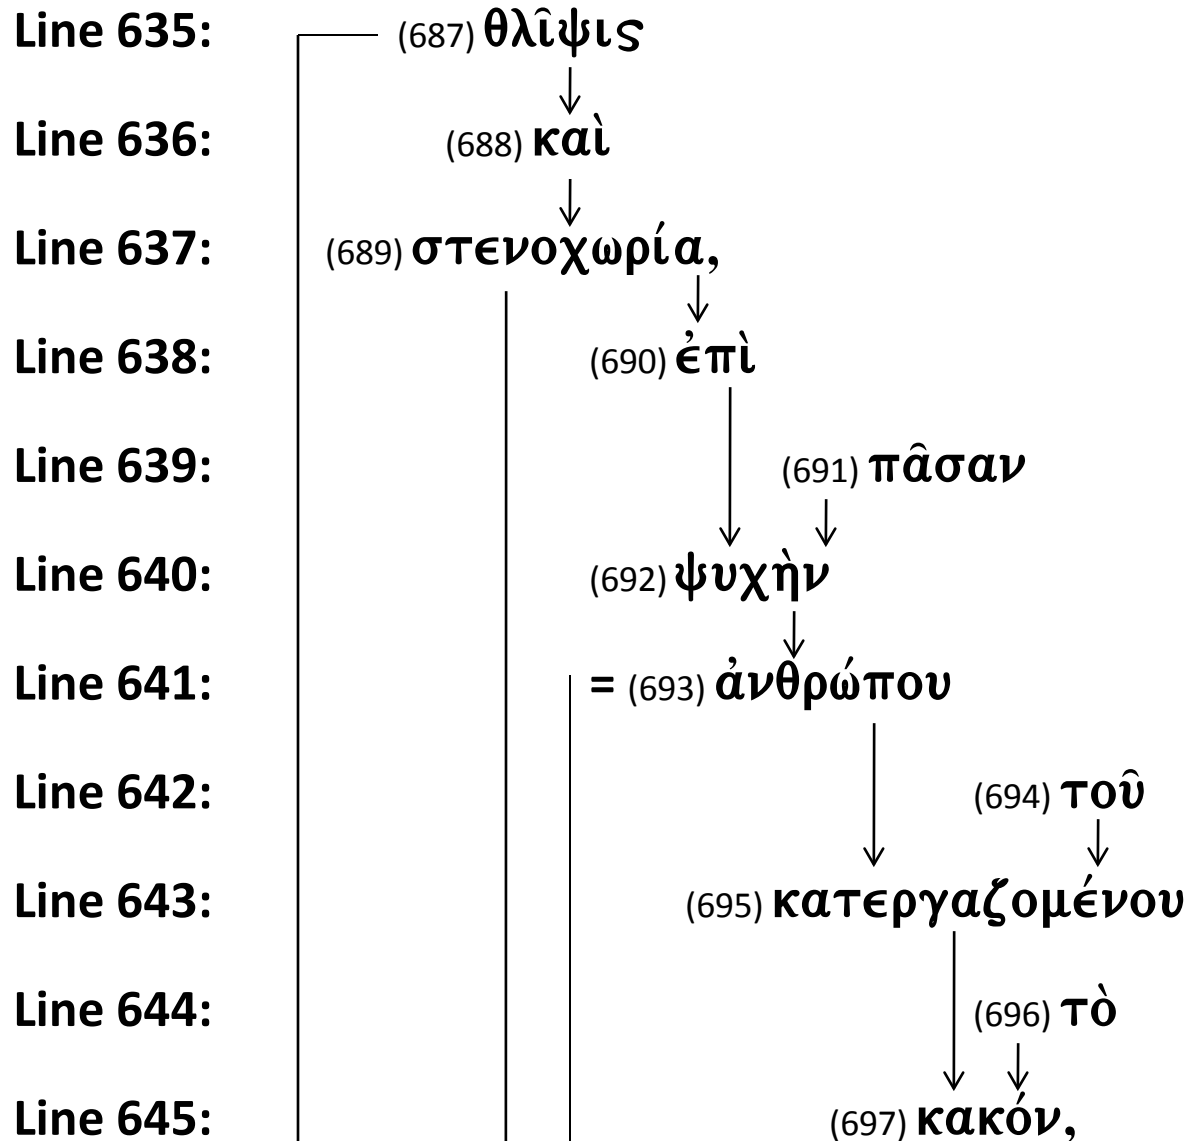 Line 635: (687) θλῖψις
Line 636: (688) καὶ
Line 637: (689) στενοχωρία,
Line 638: (690) ἐπὶ
Line 639: (691) πᾶσαν
Line 640: (692) ψυχὴν
Line 641: = (693) ἀνθρώπου
Line 642: (694) τοῦ
Line 643: (695) κατεργαζομένου
Line 644: (696) τὸ
Line 645: (697) κακόν,